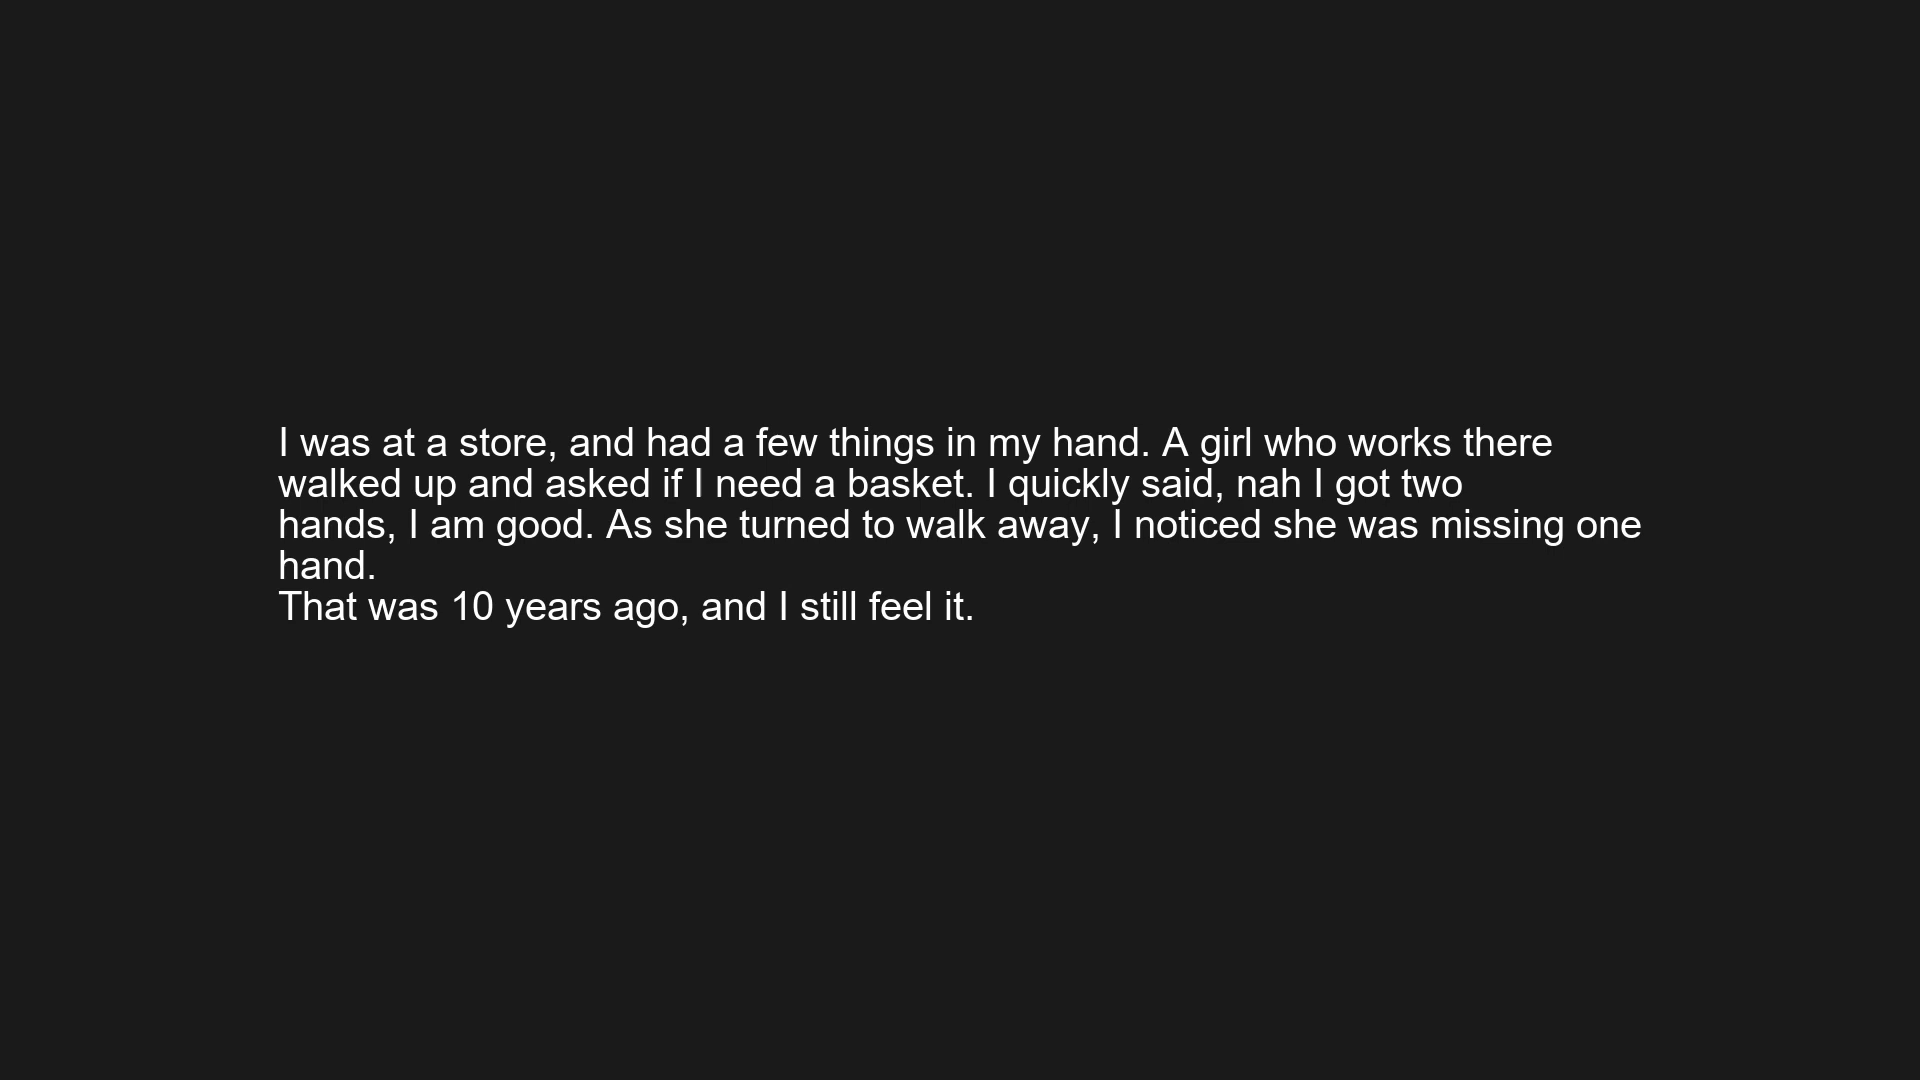 I was at a store, and had a few things in my hand. A girl who works there
walked up and asked if I need a basket. I quickly said, nah I got two
hands, I am good. As she turned to walk away, I noticed she was missing one
hand.
That was 10 years ago, and I still feel it.